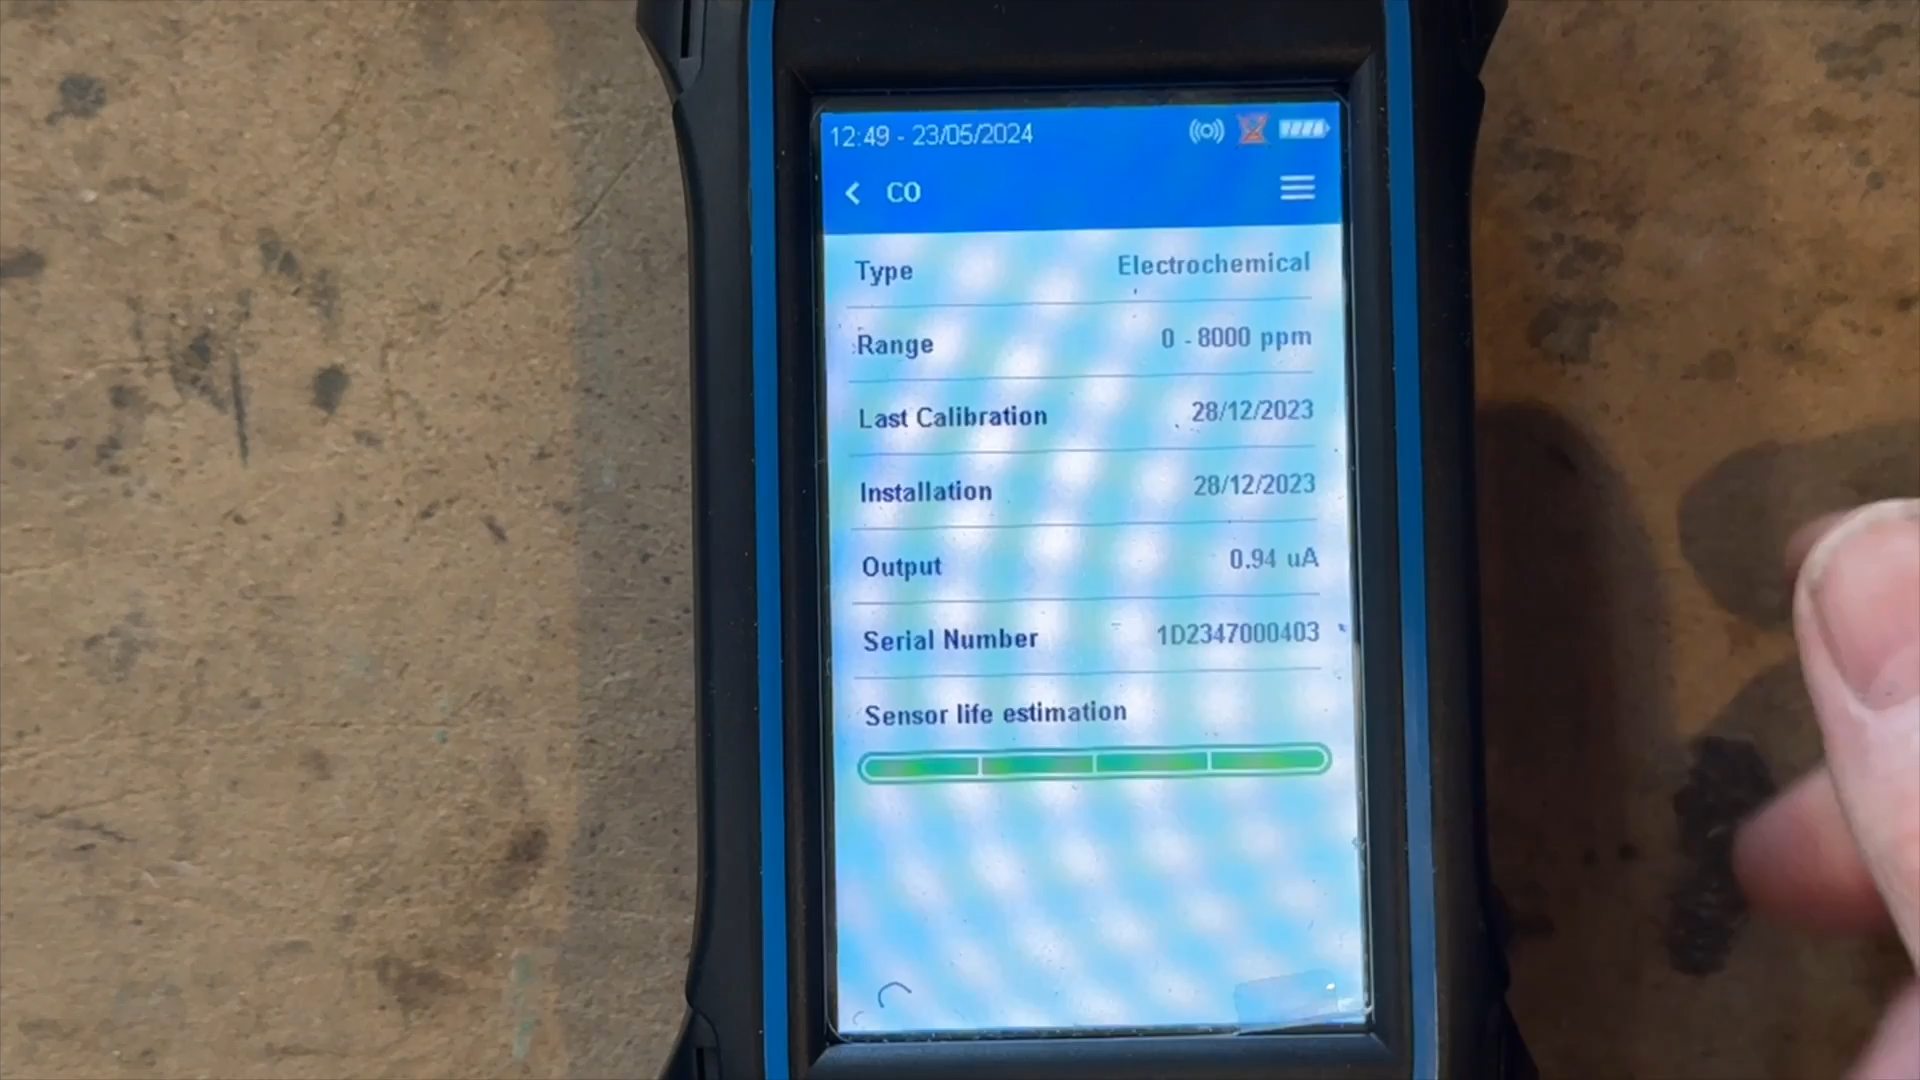 12:49 - 23/05/2024
CO
Type Electrochemical
Range 0 - 8000 ppm
Last Calibration 28/12/2023
Installation 28/12/2023
Output 0.94 uA
Serial Number 1D2347000403
Sensor life estimation